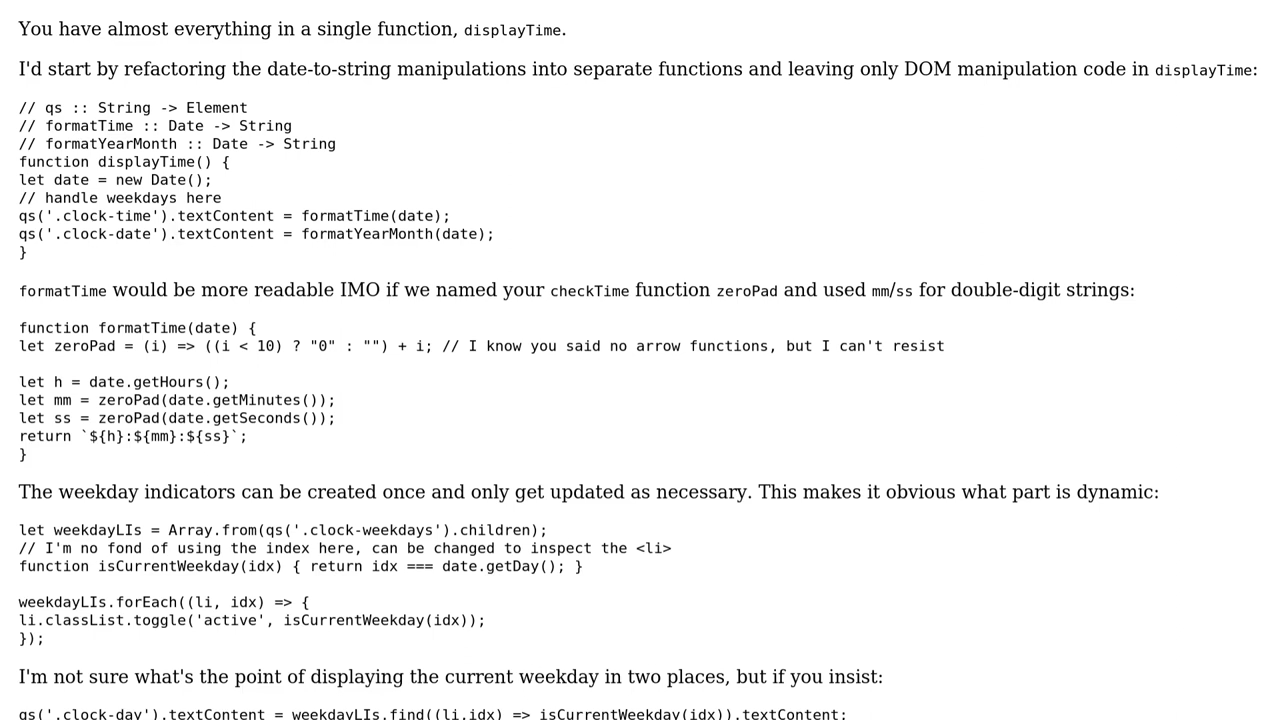 You have almost everything in a single function, displayTime.
I'd start by refactoring the date-to-string manipulations into separate functions and leaving only DOM manipulation code in displayTime:
// qs :: String -> Element
// formatTime :: Date -> String
// formatYearMonth :: Date -> String
function displayTime() {
let date = new Date();
// handle weekdays here
qs('.clock-time').textContent = formatTime(date);
qs('.clock-date').textContent = formatYearMonth(date);
}
formatTime would be more readable IMO if we named your checkTime function zeroPad and used mm/ss for double-digit strings:
function formatTime(date) {
let zeroPad = (i) => ((i < 10) ? "0" : "") + i; // I know you said no arrow functions, but I can't resist
let h = date.getHours();
let mm = zeroPad(date.getMinutes());
let ss = zeroPad(date.getSeconds());
return `${h}:${mm}:${ss}`;
}
The weekday indicators can be created once and only get updated as necessary. This makes it obvious what part is dynamic:
let weekdayLIs = Array.from(qs('.clock-weekdays').children);
// I'm no fond of using the index here, can be changed to inspect the <li>
function isCurrentWeekday(idx) { return idx === date.getDay(); }
weekdayLIs.forEach((li, idx) => {
li.classList.toggle('active', isCurrentWeekday(idx));
});
I'm not sure what's the point of displaying the current weekday in two places, but if you insist:
qs('.clock-day').textContent = weekdayLIs.find((li,idx) => isCurrentWeekday(idx)).textContent;